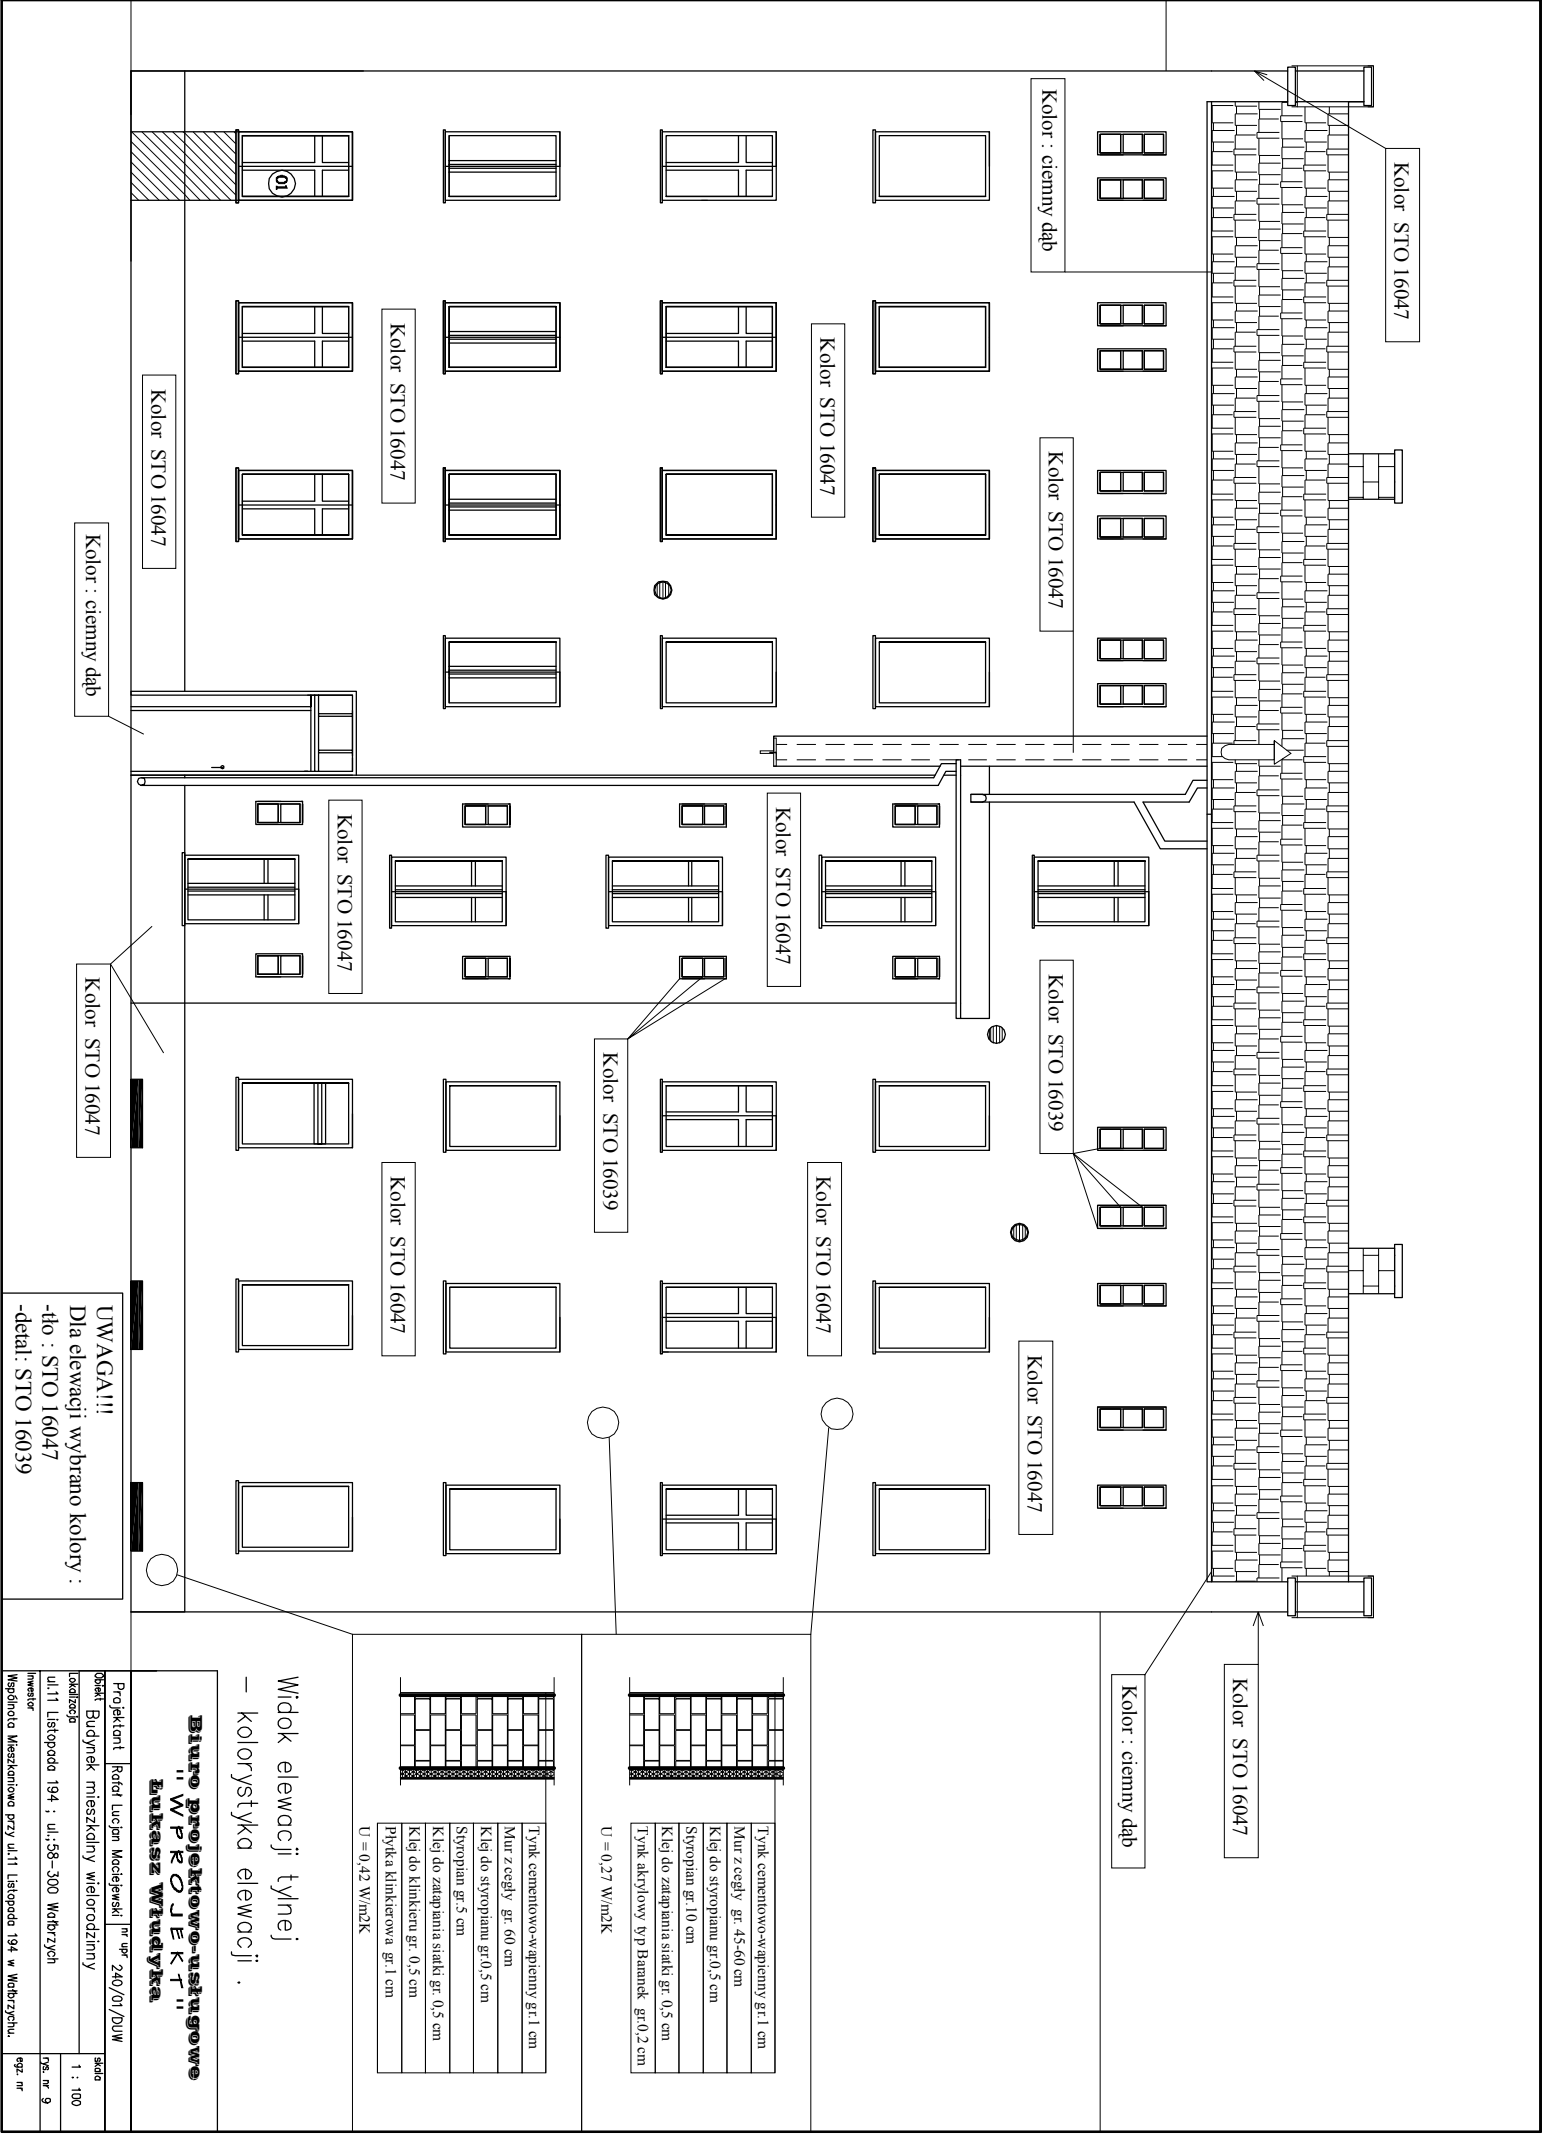 Kolor STO 16047
Kolor : ciemny dąb
Kolor STO 16047
Kolor STO 16047
Kolor STO 16047
Kolor STO 16047
Kolor : ciemny dąb
01
Kolor STO 16047
Kolor STO 16047
Kolor STO 16047
Kolor STO 16039
Kolor STO 16039
Kolor STO 16047
Kolor STO 16047
Kolor STO 16047
Kolor STO 16047
Kolor : ciemny dąb
UWAGA!!!
Dla elewacji wybrano kolory :
-tło : STO 16047
-detal: STO 16039
Tynk cementowo-wapienny gr.1 cm
Mur z cegły gr. 45-60 cm
Klej do styropianu gr.0,5 cm
Styropian gr.10 cm
Klej do zatapiania siatki gr. 0,5 cm
Tynk akrylowy typ Baranek gr.0,2 cm
U = 0,27 W/m2K
Tynk cementowo-wapienny gr.1 cm
Mur z cegły gr. 60 cm
Klej do styropianu gr.0,5 cm
Styropian gr.5 cm
Klej do zatapiania siatki gr. 0,5 cm
Klej do klinkieru gr. 0,5 cm
Płytka klinkierowa gr.1 cm
U = 0,42 W/m2K
Widok elewacji tylnej
– kolorystyka elewacji .
Biuro projektowo-usługowe
"WPROJEKT"
Łukasz Władyka
Projektant Rafał Lucjan Maciejewski nr upr 240/01/DUW
Obiekt Budynek mieszkalny wielorodzinny skala 1 : 100
Lokalizacja
ul.11 Listopada 194 ; ul.;58-300 Wałbrzych rys. nr 9
Inwestor
Wspólnota Mieszkaniowa przy ul.11 Listopada 194 w Wałbrzychu. egz. nr